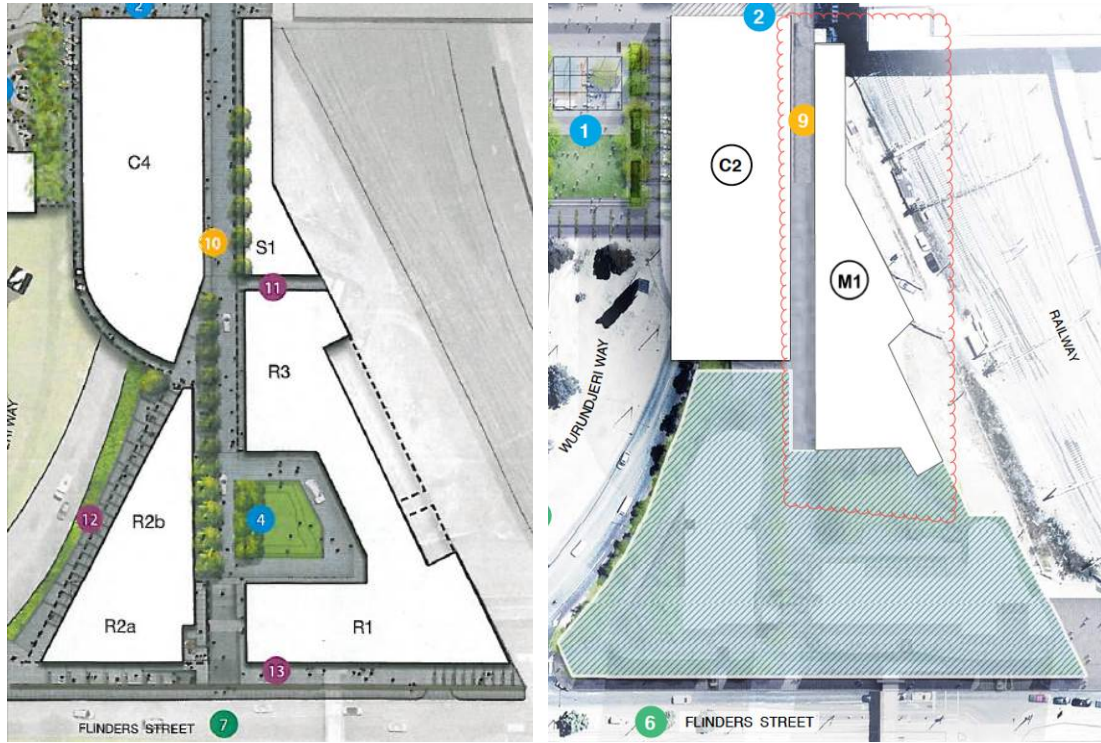 2
C4
10
S1
11
R3
12
R2b
4
R2a
R1
13
FLINDERS STREET
7
2
1
9
C2
M1
WURUNDJERI WAY
RAILWAY
6
FLINDERS STREET